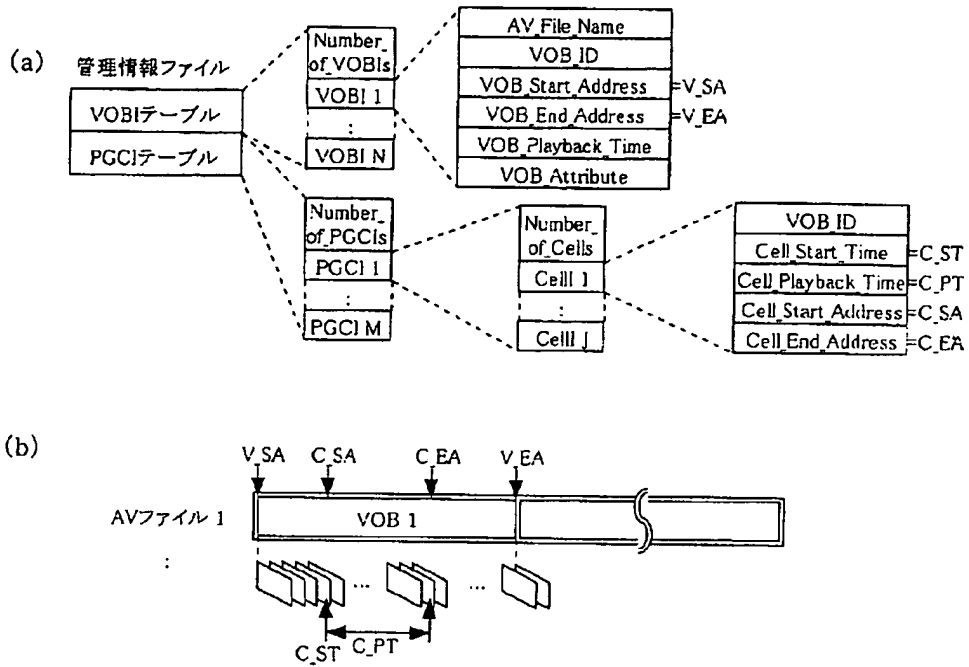 (a)
管理情報ファイル
VOBIテーブル
PGCIテーブル
Number_
of_VOBIs
VOBI 1
:
VOBI N
AV_File_Name
VOB_ID
VOB_Start_Address =V_SA
VOB_End_Address =V_EA
VOB_Playback_Time
VOB_Attribute
Number_
of_PGCIs
PGCI 1
:
PGCI M
Number_
of_Cells
CellI 1
:
CellI J
VOB_ID
Cell_Start_Time =C_ST
Cell_Playback_Time =C_PT
Cell_Start_Address =C_SA
Cell_End_Address =C_EA
(b)
V_SA C_SA C_EA V_EA
AVファイル 1 VOB 1
:
... ...
C_ST C_PT